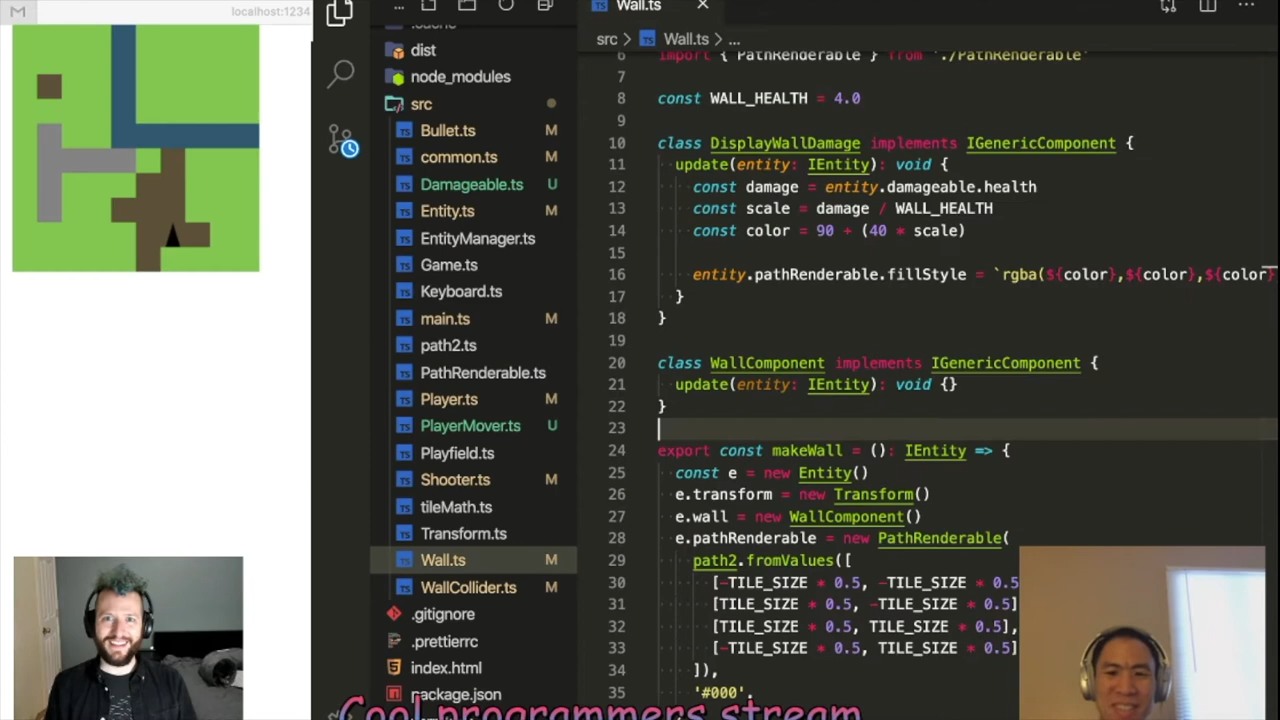 localhost:1234
dist
node_modules
src
Bullet.ts M
common.ts M
Damageable.ts U
Entity.ts M
EntityManager.ts
Game.ts
Keyboard.ts
main.ts M
path2.ts
PathRenderable.ts
Player.ts M
PlayerMover.ts U
Playfield.ts
Shooter.ts M
tileMath.ts
Transform.ts
Wall.ts M
WallCollider.ts M
.gitignore
.prettierrc
index.html
package.json
Wall.ts
src > Wall.ts > ...
6 import { PathRenderable } from './PathRenderable'
7
8 const WALL_HEALTH = 4.0
9
10 class DisplayWallDamage implements IGenericComponent {
11 update(entity: IEntity): void {
12 const damage = entity.damageable.health
13 const scale = damage / WALL_HEALTH
14 const color = 90 + (40 * scale)
15
16 entity.pathRenderable.fillStyle = `rgba(${color},${color},${color}
17 }
18 }
19
20 class WallComponent implements IGenericComponent {
21 update(entity: IEntity): void {}
22 }
23
24 export const makeWall = (): IEntity => {
25 const e = new Entity()
26 e.transform = new Transform()
27 e.wall = new WallComponent()
28 e.pathRenderable = new PathRenderable(
29 path2.fromValues([
30 [-TILE_SIZE * 0.5, -TILE_SIZE * 0.5
31 [TILE_SIZE * 0.5, -TILE_SIZE * 0.5]
32 [TILE_SIZE * 0.5, TILE_SIZE * 0.5],
33 [-TILE_SIZE * 0.5, TILE_SIZE * 0.5]
34 ]),
35 '#000',
Cool programmers stream